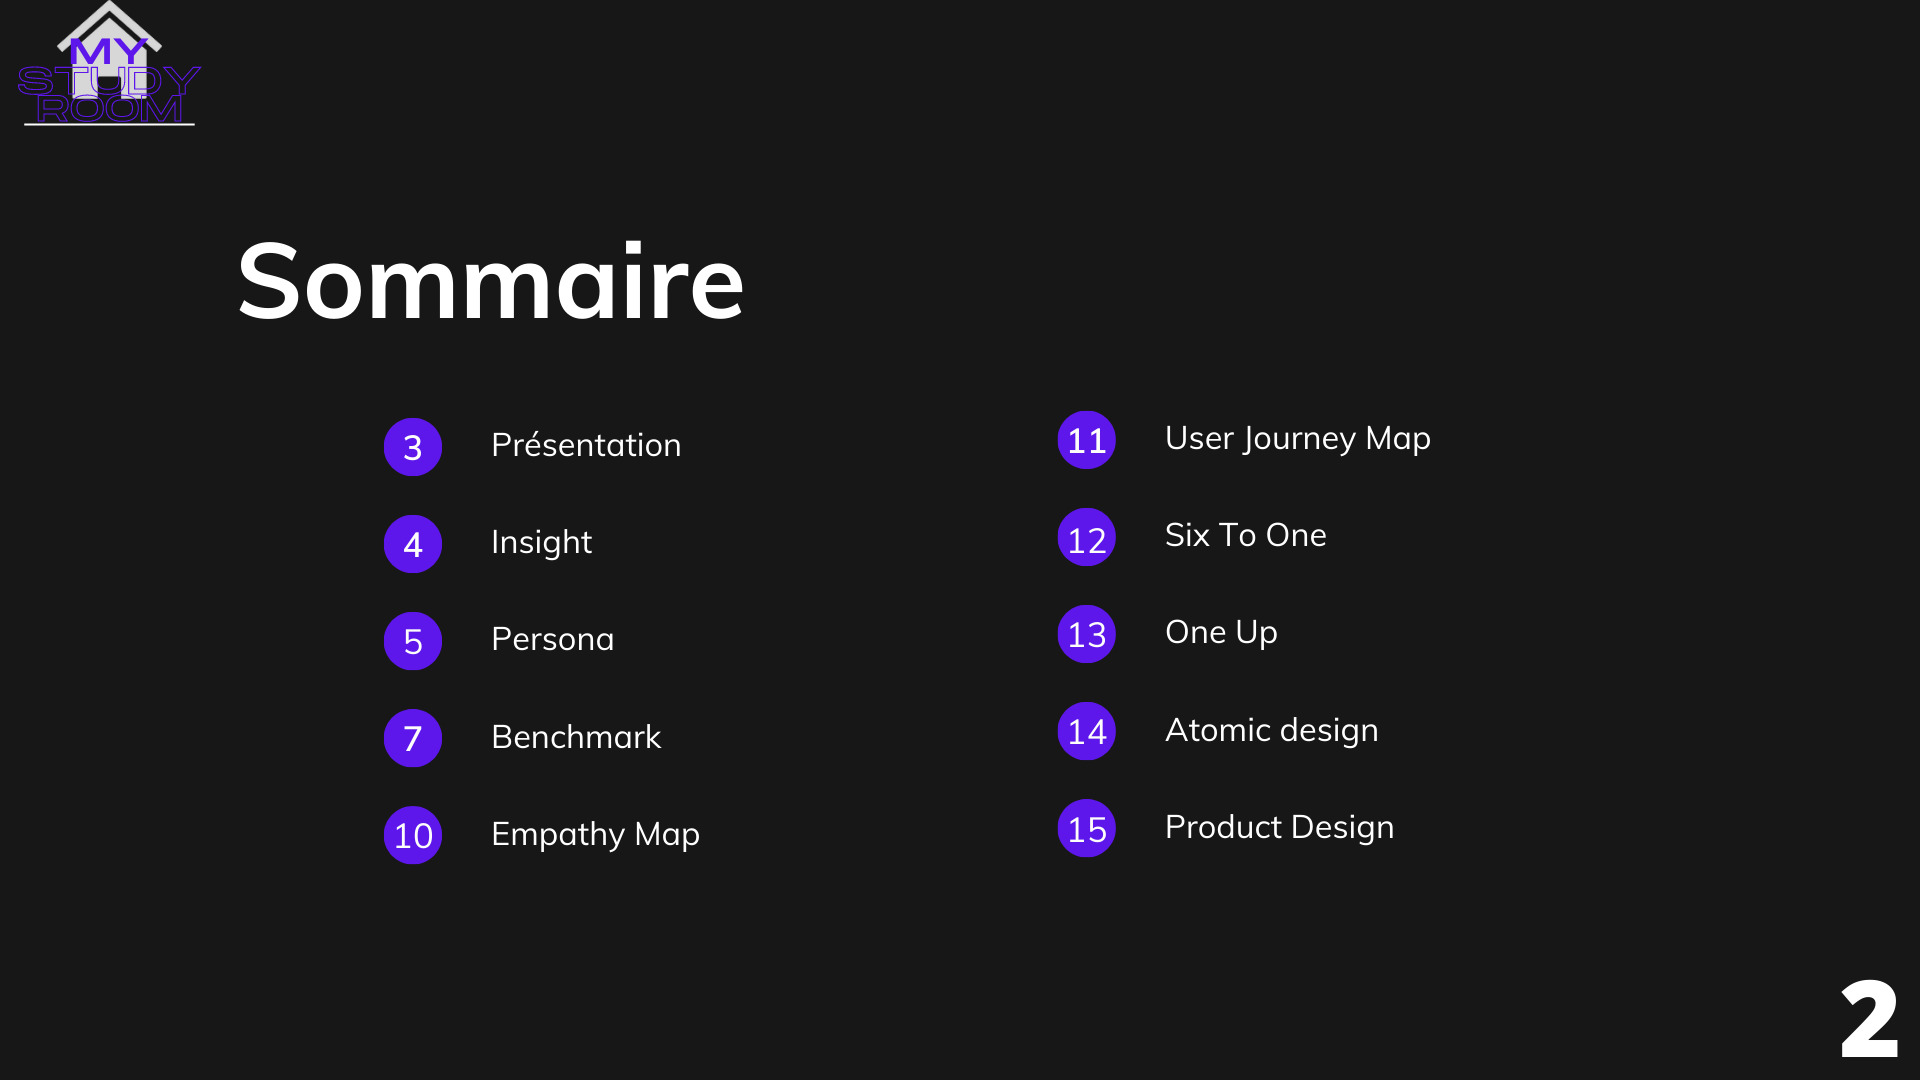 MY
STUDY
ROOM
Sommaire
3 Présentation
4 Insight
5 Persona
7 Benchmark
10 Empathy Map
11 User Journey Map
12 Six To One
13 One Up
14 Atomic design
15 Product Design
2